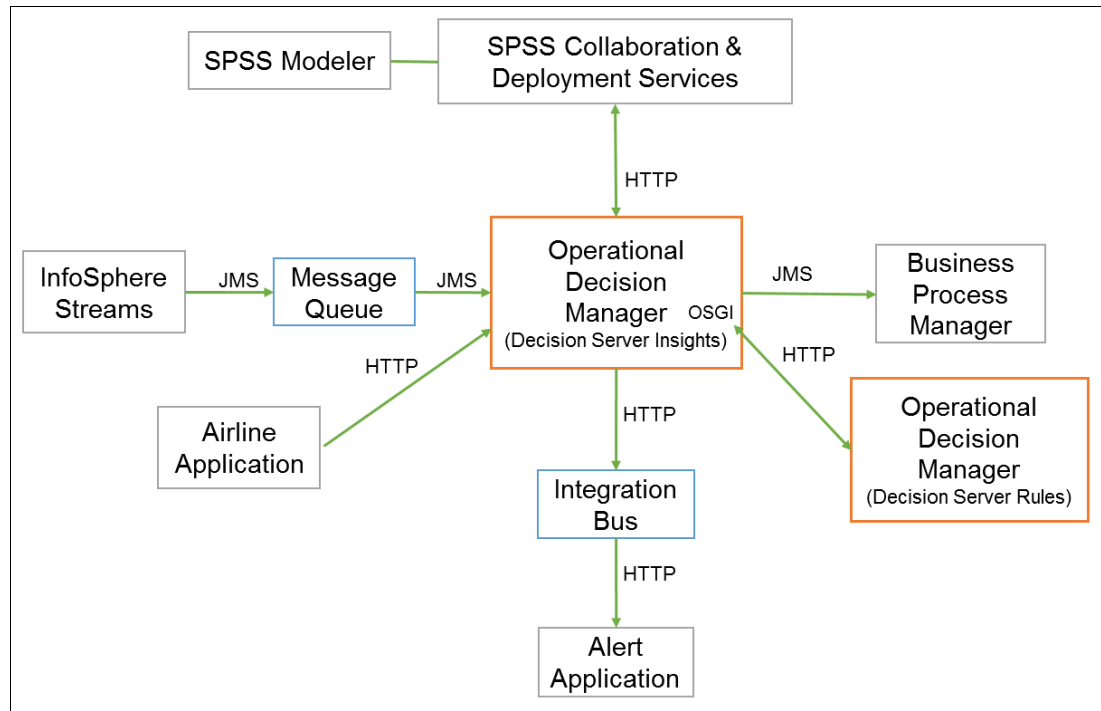 SPSS Modeler
SPSS Collaboration &
Deployment Services
HTTP
InfoSphere
Streams
JMS
Message
Queue
JMS
Operational
Decision
Manager
OSGI
(Decision Server Insights)
JMS
Business
Process
Manager
HTTP
Airline
Application
HTTP
Operational
Decision
Manager
(Decision Server Rules)
HTTP
Integration
Bus
HTTP
Alert
Application